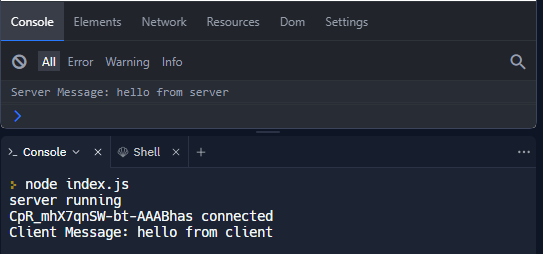 Console Elements Network Resources Dom Settings
All Error Warning Info
Server Message: hello from server
Console Shell
node index.js
server running
CpR_mhX7qnSW-bt-AAABhas connected
Client Message: hello from client